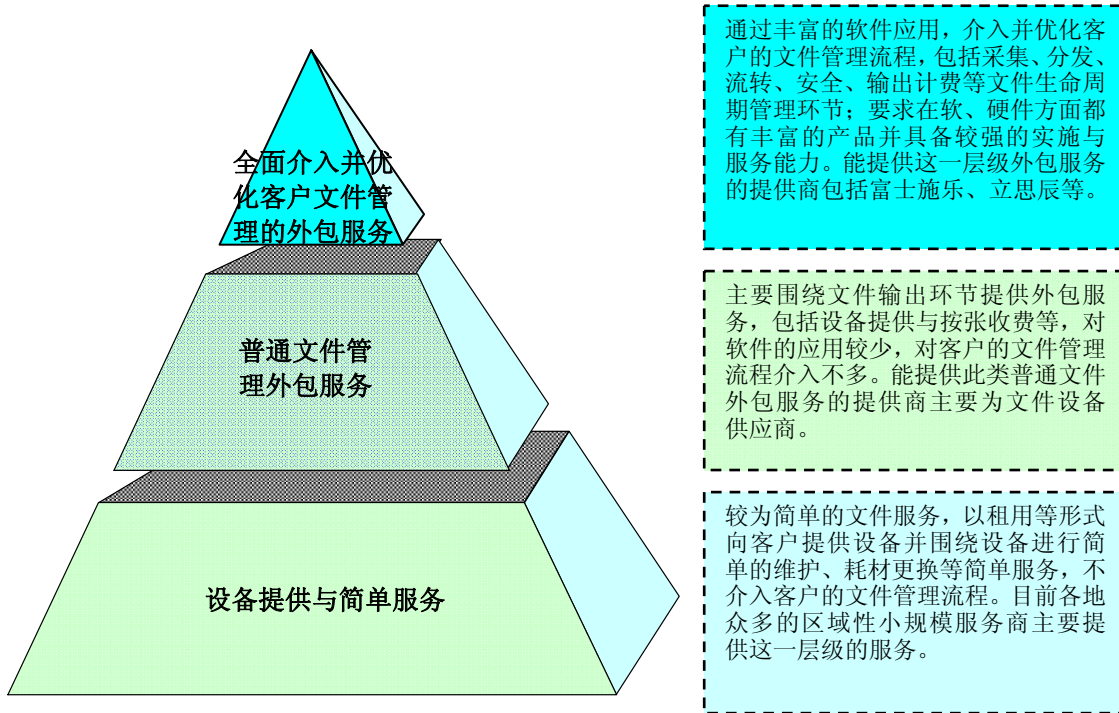 全面介入并优
化客户文件管
理的外包服务
通过丰富的软件应用，介入并优化客
户的文件管理流程，包括采集、分发、
流转、安全、输出计费等文件生命周
期管理环节；要求在软、硬件方面都
有丰富的产品并具备较强的实施与
服务能力。能提供这一层级外包服务
的提供商包括富士施乐、立思辰等。
普通文件管
理外包服务
主要围绕文件输出环节提供外包服
务，包括设备提供与按张收费等，对
软件的应用较少，对客户的文件管理
流程介入不多。能提供此类普通文件
外包服务的提供商主要为文件设备
供应商。
设备提供与简单服务
较为简单的文件服务，以租用等形式
向客户提供设备并围绕设备进行简
单的维护、耗材更换等简单服务，不
介入客户的文件管理流程。目前各地
众多的区域性小规模服务商主要提
供这一层级的服务。